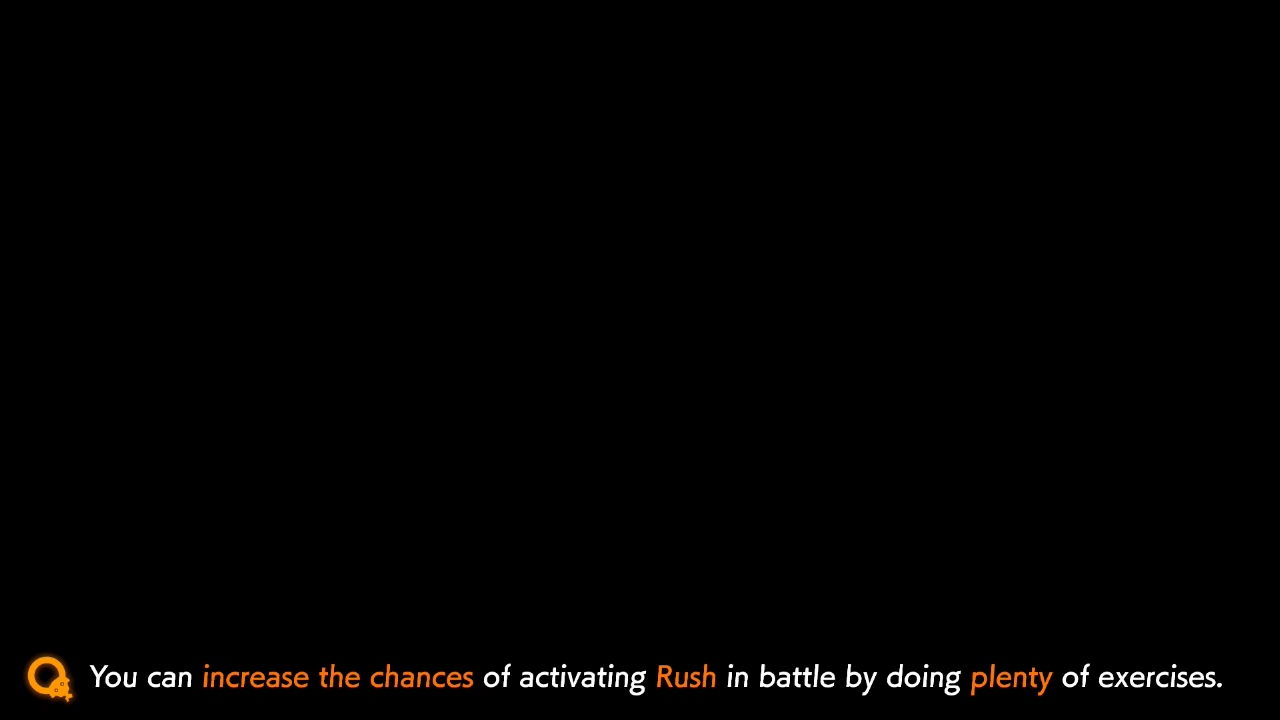 You can increase the chances of activating Rush in battle by doing plenty of exercises.